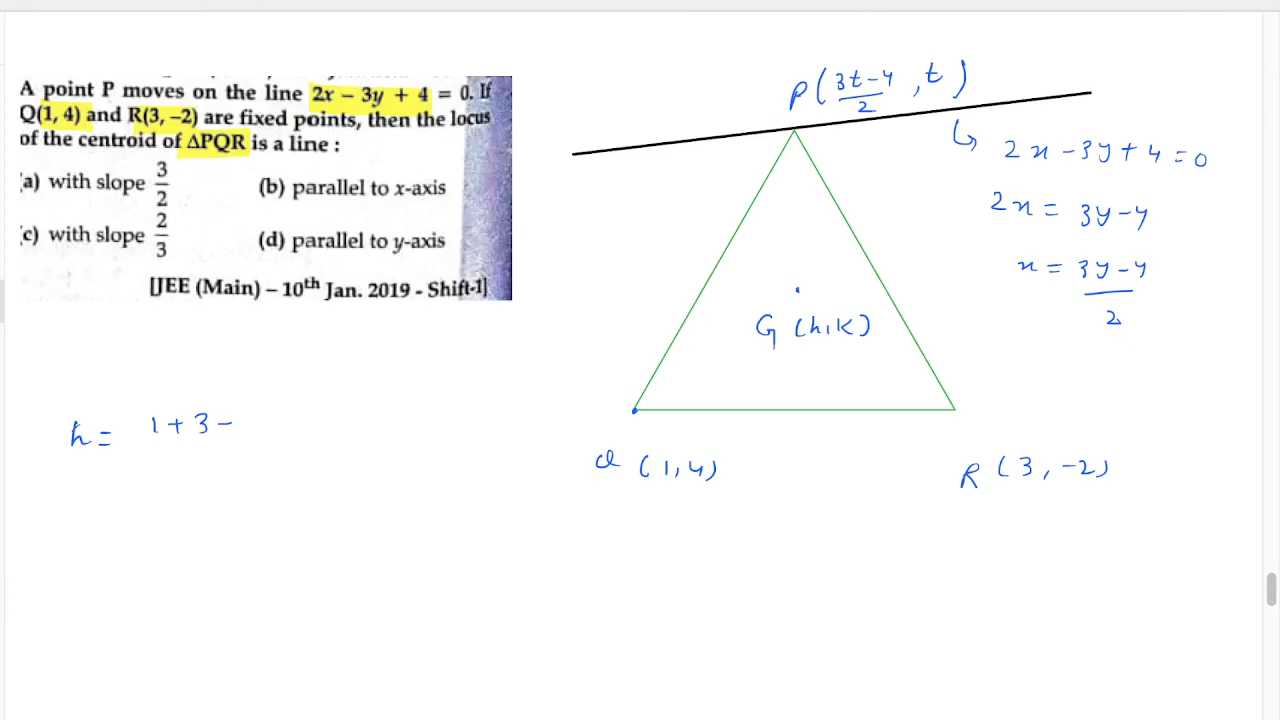 A point P moves on the line 2x – 3y + 4 = 0. If
Q(1, 4) and R(3, –2) are fixed points, then the locus
of the centroid of ΔPQR is a line :
a) with slope 3/2
(b) parallel to x-axis
c) with slope 2/3
(d) parallel to y-axis
[JEE (Main) – 10th Jan. 2019 - Shift-1]
P(3t-4/2, t)
2x - 3y + 4 = 0
2x = 3y-4
x = 3y-4/2
G (h,k)
h = 1+3-
Q (1,4)
R (3, -2)